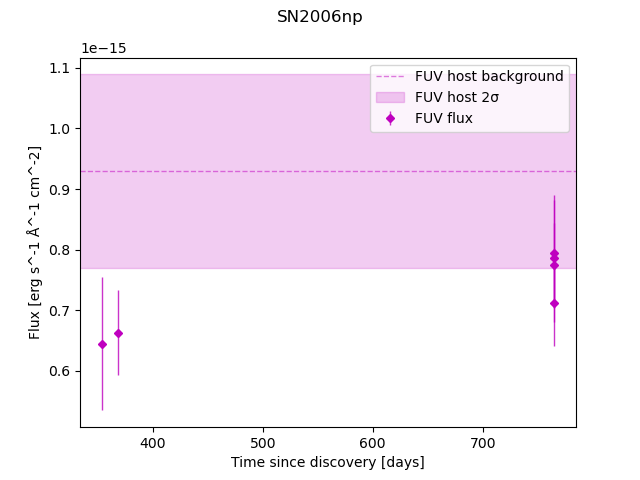 SN2006np
1e−15
FUV host background
FUV host 2σ
FUV flux
1.1
1.0
0.9
0.8
0.7
0.6
Flux [erg s^-1 Å^-1 cm^-2]
400
500
600
700
Time since discovery [days]